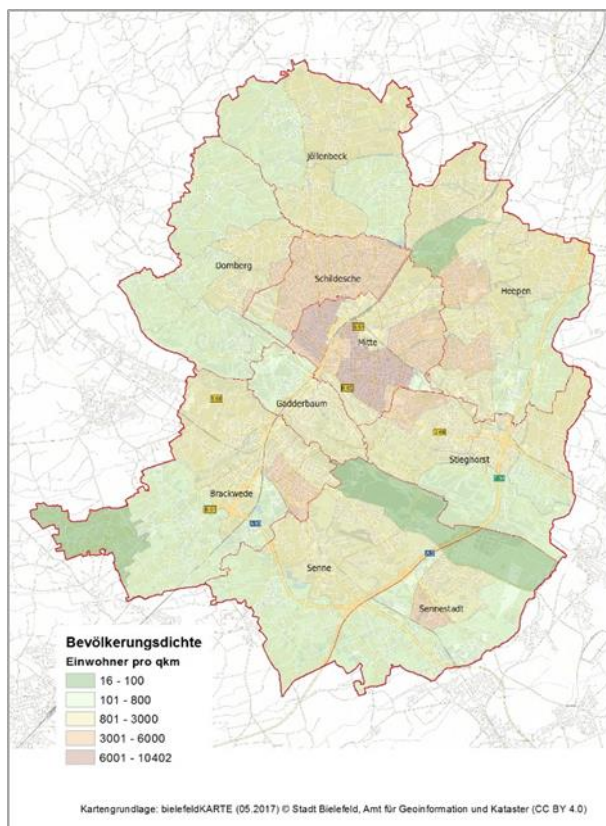 Jöllenbeck
Dornberg
Schildesche
Heepen
Mitte
Gadderbaum
Stieghorst
Brackwede
Senne
Sennestadt
Bevölkerungsdichte
Einwohner pro qkm
16 - 100
101 - 800
801 - 3000
3001 - 6000
6001 - 10402
Kartengrundlage: bielefeldKARTE (05.2017) © Stadt Bielefeld, Amt für Geoinformation und Kataster (CC BY 4.0)